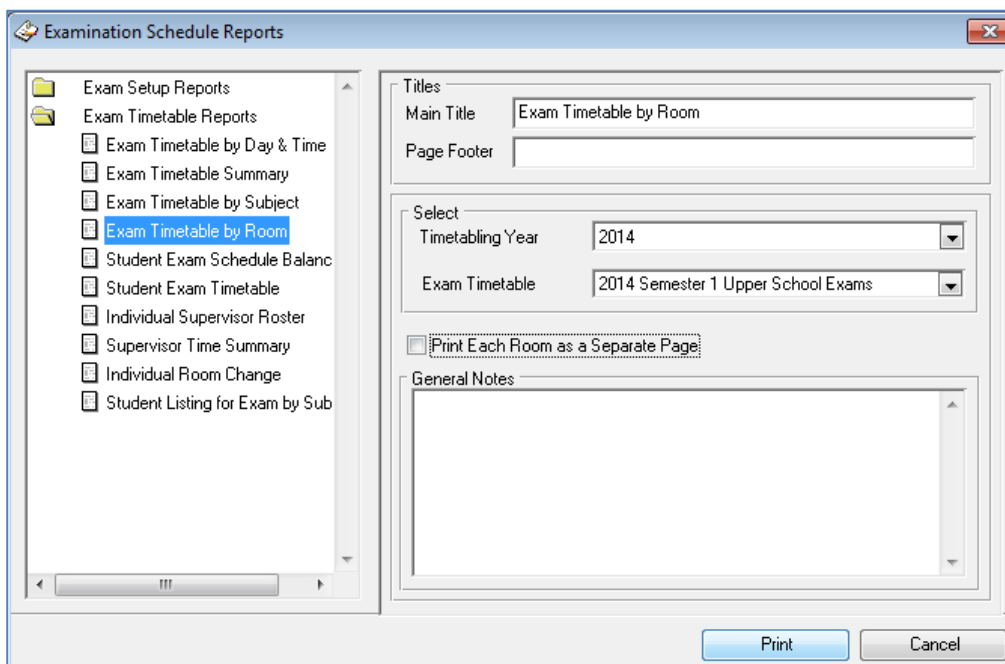 Examination Schedule Reports
Exam Setup Reports
Exam Timetable Reports
Exam Timetable by Day & Time
Exam Timetable Summary
Exam Timetable by Subject
Exam Timetable by Room
Student Exam Schedule Balanc
Student Exam Timetable
Individual Supervisor Roster
Supervisor Time Summary
Individual Room Change
Student Listing for Exam by Sub
Titles
Main Title Exam Timetable by Room
Page Footer
Select
Timetabling Year 2014
Exam Timetable 2014 Semester 1 Upper School Exams
Print Each Room as a Separate Page
General Notes
Print Cancel